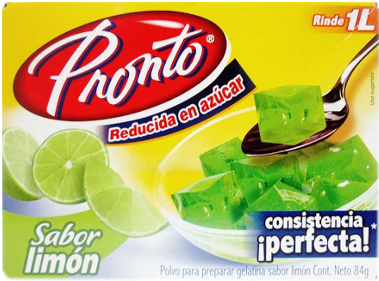 Rinde 1L
Pronto®
Reducida en azúcar
Uso sugerido
consistencia
¡perfecta!*
Sabor
limón
Polvo para preparar gelatina sabor limón Cont. Neto 84g